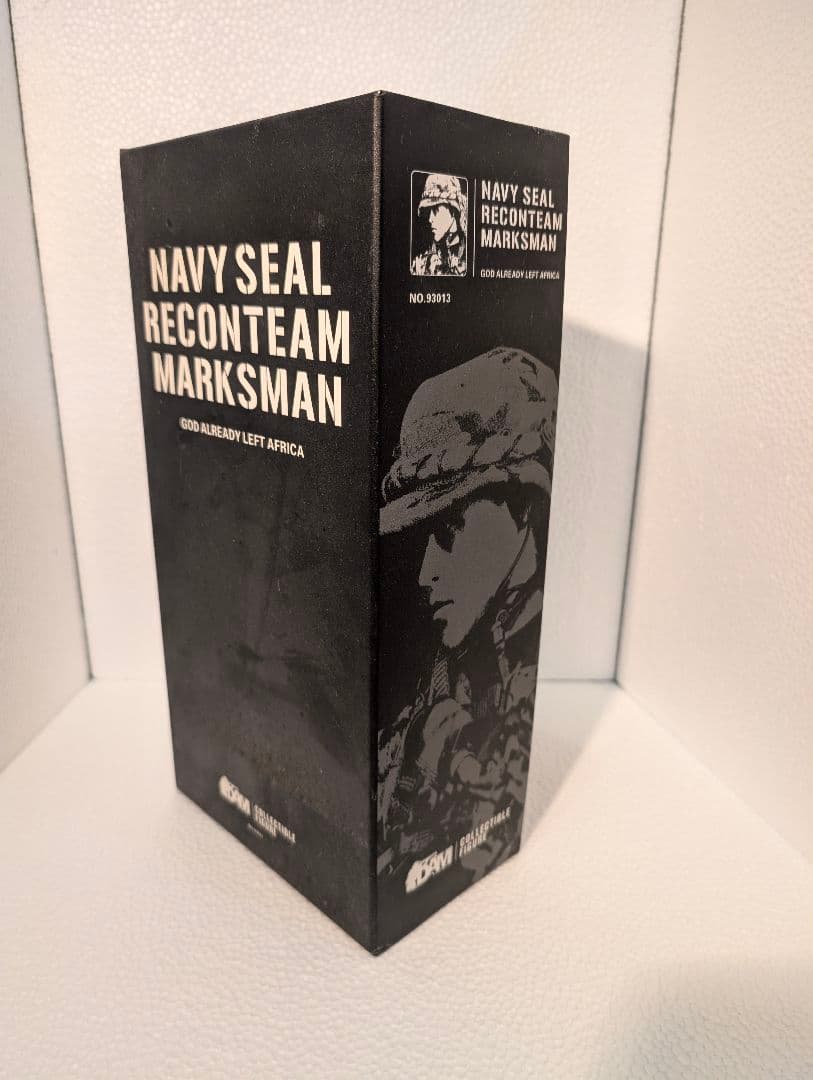 NAVY SEAL
RECONTEAM
MARKSMAN
GOD ALREADY LEFT AFRICA
DAM
COLLECTIBLE
FIGURE
NAVY SEAL
RECONTEAM
MARKSMAN
GOD ALREADY LEFT AFRICA
NO.93013
DAM
COLLECTIBLE
FIGURE